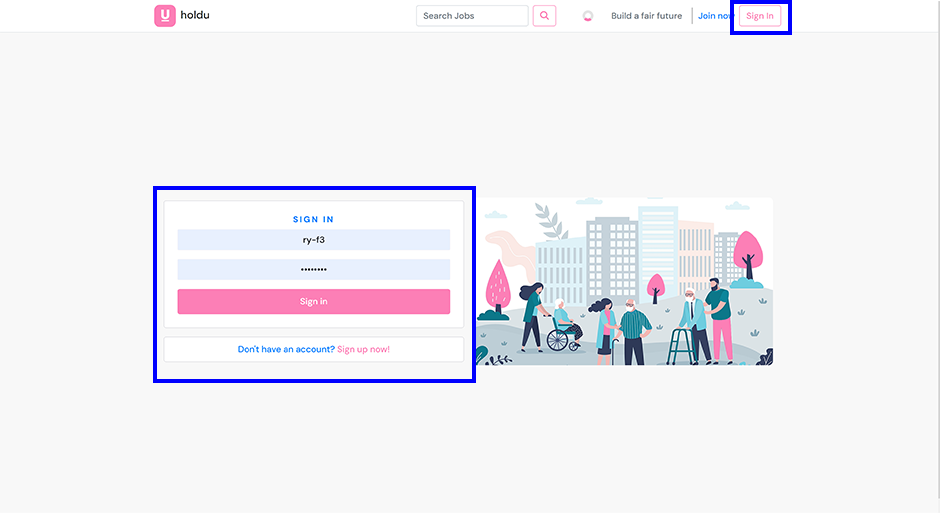 U holdu
Search Jobs
Build a fair future
Join now
Sign In
SIGN IN
ry-f3
••••••••
Sign in
Don't have an account? Sign up now!